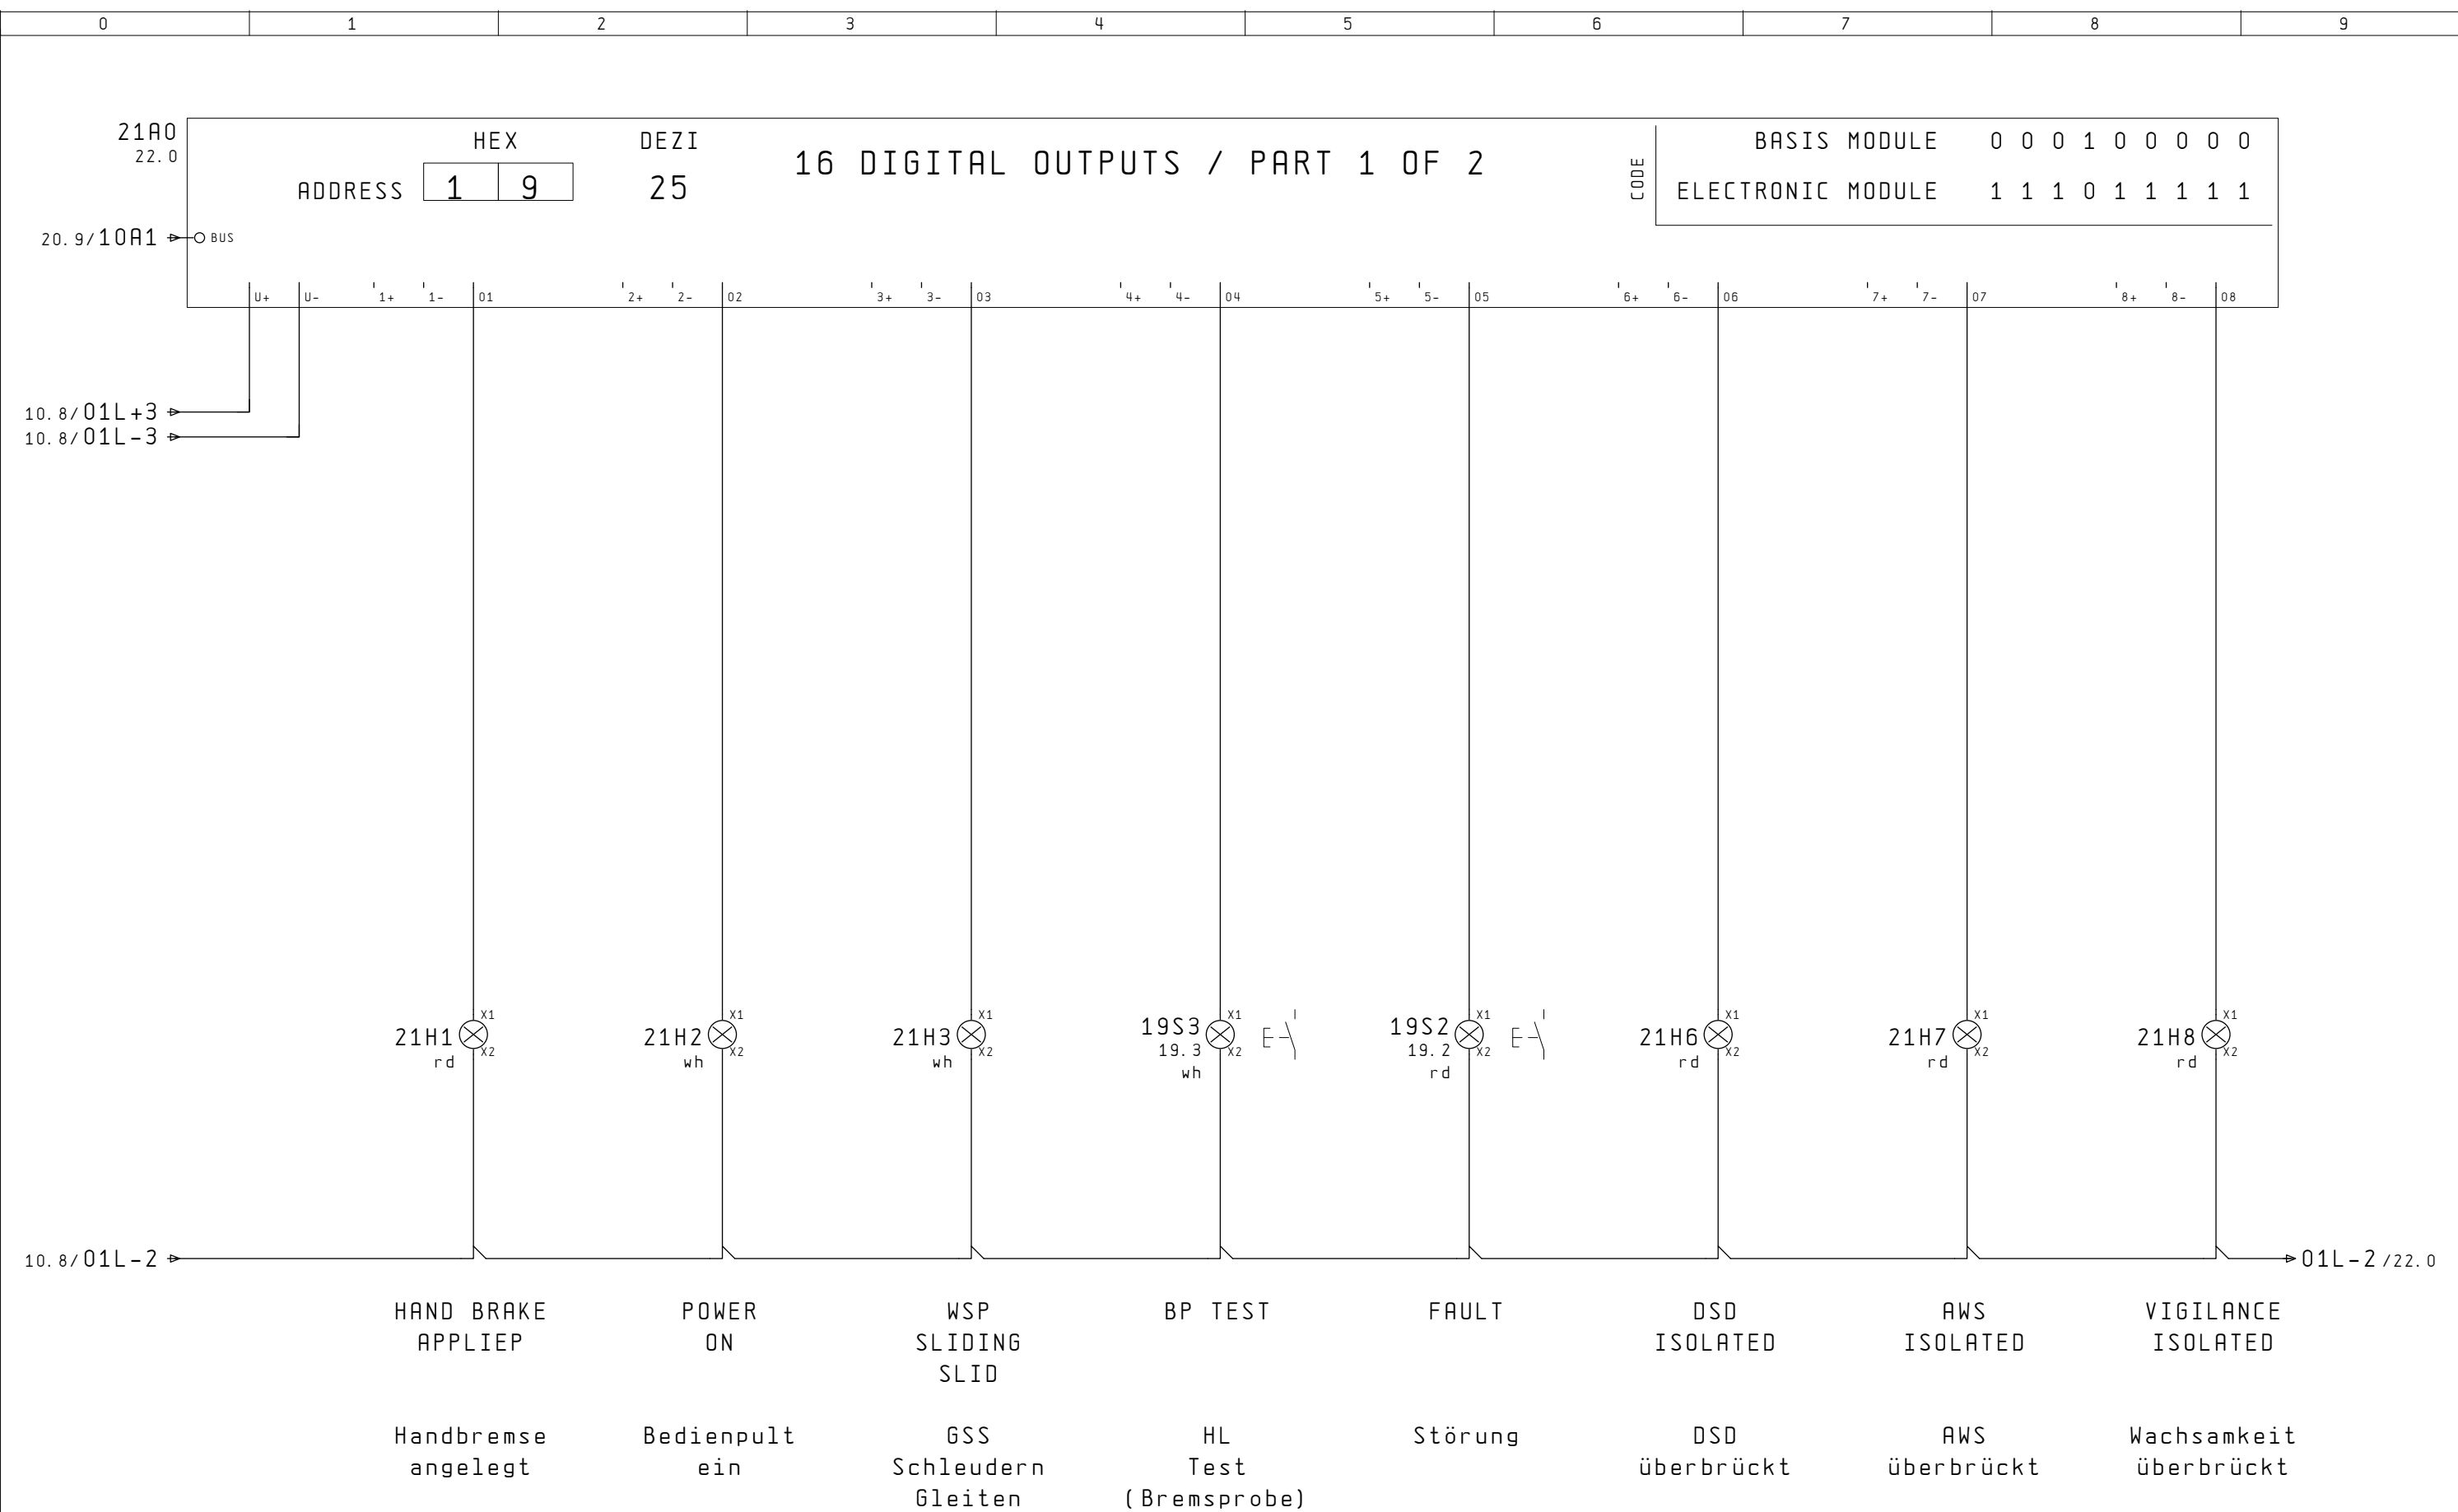 0 1 2 3 4 5 6 7 8 9
21A0
22.0
HEX DEZI
ADDRESS 1 9 25
16 DIGITAL OUTPUTS / PART 1 OF 2
CODE
BASIS MODULE 0 0 0 1 0 0 0 0 0
ELECTRONIC MODULE 1 1 1 0 1 1 1 1 1
20.9/10A1 BUS
U+ U- 1+ 1- 01 2+ 2- 02 3+ 3- 03 4+ 4- 04 5+ 5- 05 6+ 6- 06 7+ 7- 07 8+ 8- 08
10.8/01L+3
10.8/01L-3
X1 X1 X1 X1 X1 X1 X1 X1
21H1 21H2 21H3 19S3 19S2 21H6 21H7 21H8
X2 X2 X2 19.3 X2 19.2 X2 X2 X2 X2
rd wh wh wh rd rd rd rd
10.8/01L-2 01L-2/22.0
HAND BRAKE
APPLIEP
POWER
ON
WSP
SLIDING
SLID
BP TEST
FAULT
DSD
ISOLATED
AWS
ISOLATED
VIGILANCE
ISOLATED
Handbremse
angelegt
Bedienpult
ein
GSS
Schleudern
Gleiten
HL
Test
(Bremsprobe)
Störung
DSD
überbrückt
AWS
überbrückt
Wachsamkeit
überbrückt